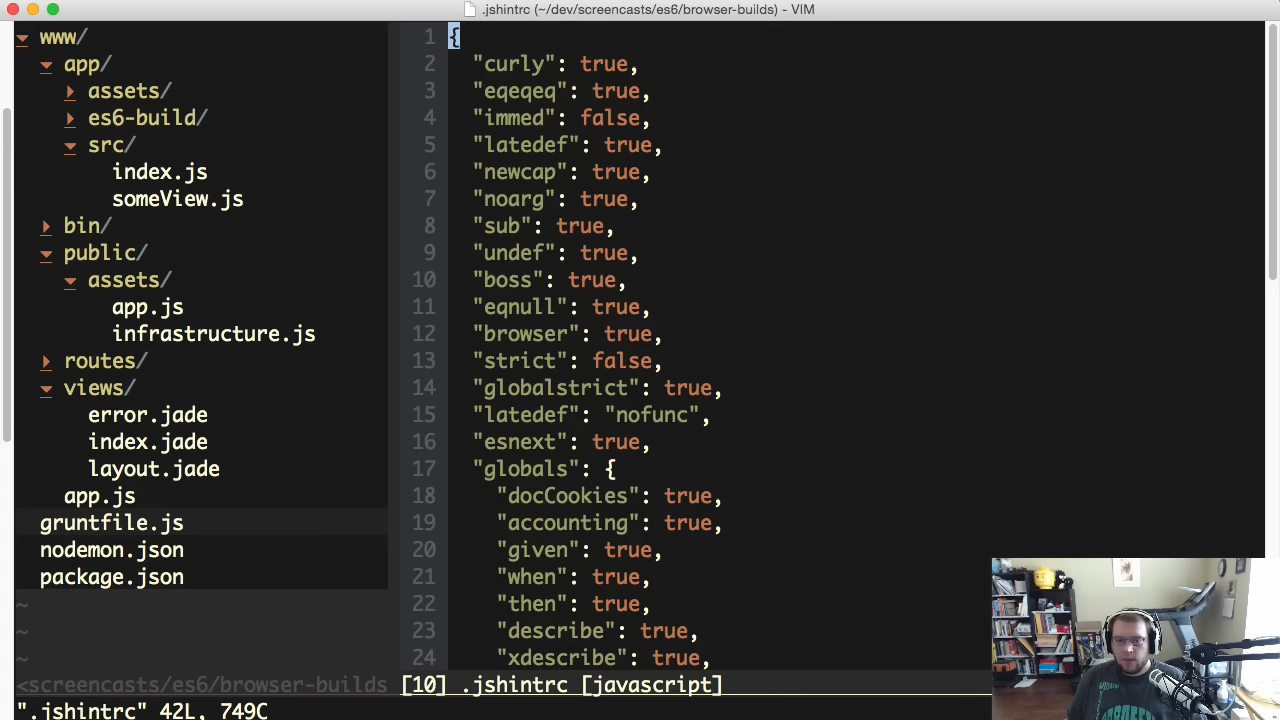 .jshintrc (~/dev/screencasts/es6/browser-builds) - VIM
www/
app/
assets/
es6-build/
src/
index.js
someView.js
bin/
public/
assets/
app.js
infrastructure.js
routes/
views/
error.jade
index.jade
layout.jade
app.js
gruntfile.js
nodemon.json
package.json
~
~
~
<screencasts/es6/browser-builds
1 {
2 "curly": true,
3 "eqeqeq": true,
4 "immed": false,
5 "latedef": true,
6 "newcap": true,
7 "noarg": true,
8 "sub": true,
9 "undef": true,
10 "boss": true,
11 "eqnull": true,
12 "browser": true,
13 "strict": false,
14 "globalstrict": true,
15 "latedef": "nofunc",
16 "esnext": true,
17 "globals": {
18 "docCookies": true,
19 "accounting": true,
20 "given": true,
21 "when": true,
22 "then": true,
23 "describe": true,
24 "xdescribe": true,
[10] .jshintrc [javascript]
".jshintrc" 42L, 749C